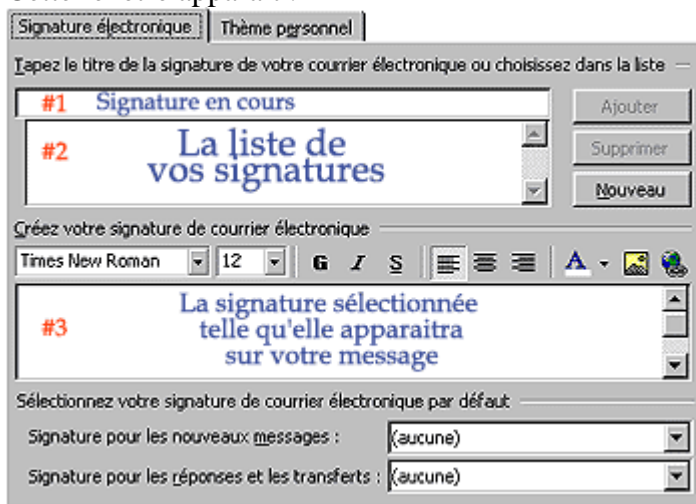 Signature électronique Thème personnel
Tapez le titre de la signature de votre courrier électronique ou choisissez dans la liste
#1 Signature en cours Ajouter
#2 La liste de
vos signatures
Supprimer
Nouveau
Créez votre signature de courrier électronique
Times New Roman 12 G I S A
#3 La signature sélectionnée
telle qu'elle apparaitra
sur votre message
Sélectionnez votre signature de courrier électronique par défaut
Signature pour les nouveaux messages : (aucune)
Signature pour les réponses et les transferts : (aucune)